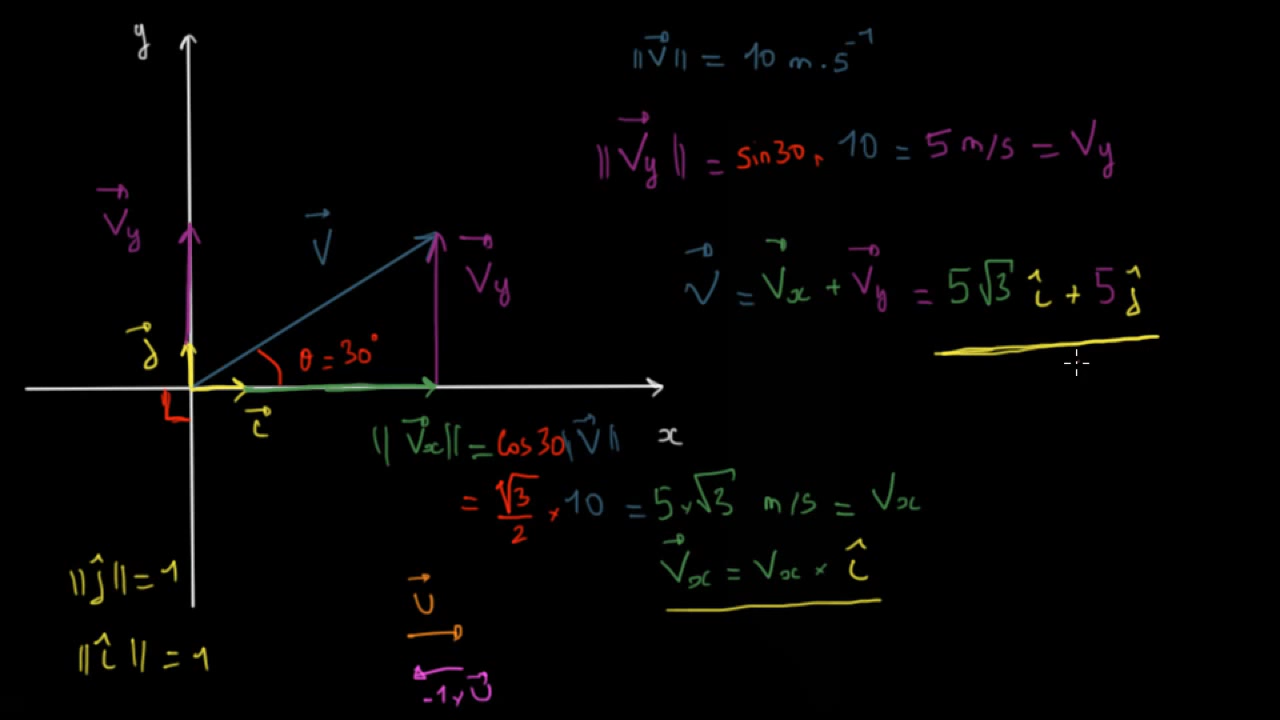 y
‖V⃗‖ = 10 m.s⁻¹
‖V⃗y‖ = sin30 . 10 = 5 m/s = Vy
V⃗y
V⃗
V⃗y
V⃗ = V⃗x + V⃗y = 5√3 î + 5 ĵ
j⃗
θ = 30°
i⃗
x
‖V⃗x‖ = cos30 ‖V⃗‖
= √3/2 × 10 = 5×√3 m/s = Vx
V⃗x = Vx × î
‖ĵ‖ = 1
‖î‖ = 1
U⃗
-1×U⃗